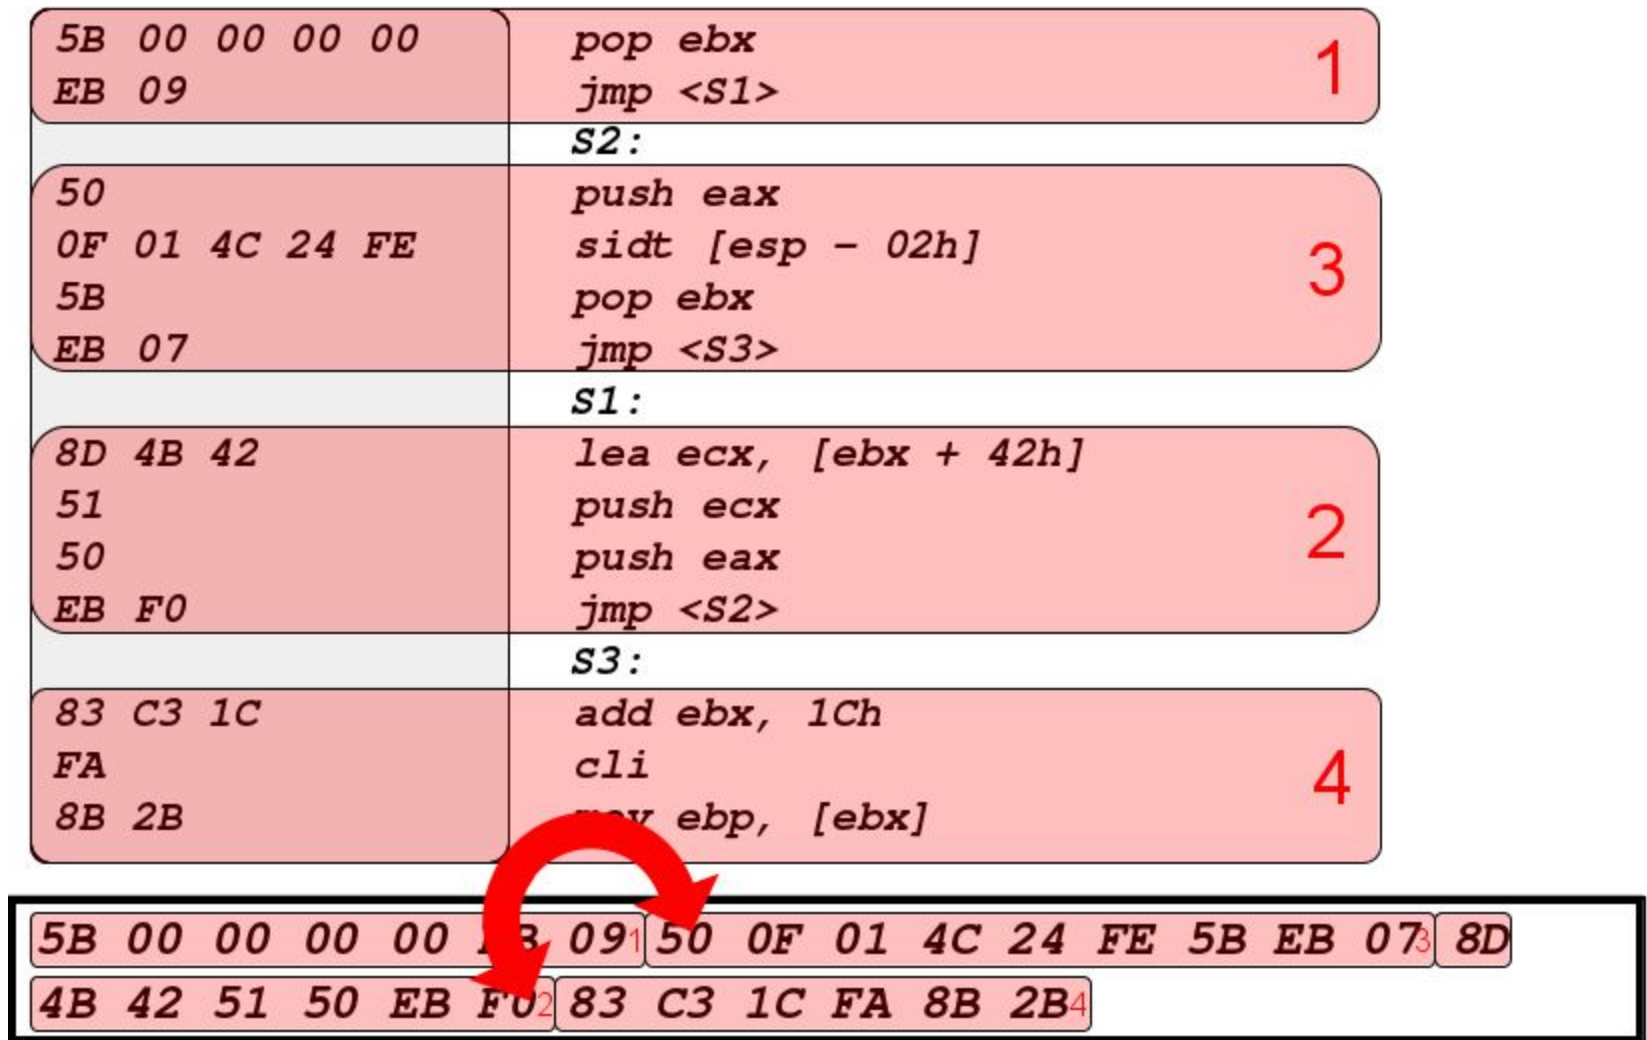 5B 00 00 00 00 pop ebx 1
EB 09 jmp <S1>
S2:
50 push eax
0F 01 4C 24 FE sidt [esp - 02h] 3
5B pop ebx
EB 07 jmp <S3>
S1:
8D 4B 42 lea ecx, [ebx + 42h]
51 push ecx 2
50 push eax
EB F0 jmp <S2>
S3:
83 C3 1C add ebx, 1Ch
FA cli 4
8B 2B ebp, [ebx]
5B 00 00 00 00 09 1 50 0F 01 4C 24 FE 5B EB 07 3 8D
4B 42 51 50 EB F0 2 83 C3 1C FA 8B 2B 4